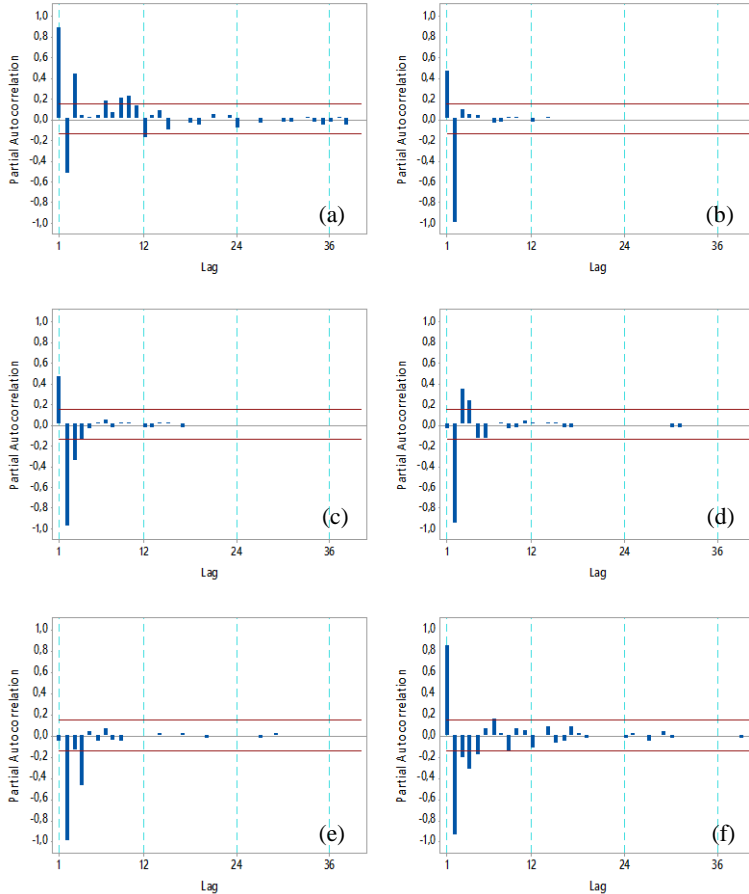 1,0
0,8
0,6
0,4
0,2
0,0
-0,2
-0,4
-0,6
-0,8
-1,0
Partial Autocorrelation
(a)
1 12 24 36
Lag
1,0
0,8
0,6
0,4
0,2
0,0
-0,2
-0,4
-0,6
-0,8
-1,0
Partial Autocorrelation
(b)
1 12 24 36
Lag
1,0
0,8
0,6
0,4
0,2
0,0
-0,2
-0,4
-0,6
-0,8
-1,0
Partial Autocorrelation
(c)
1 12 24 36
Lag
1,0
0,8
0,6
0,4
0,2
0,0
-0,2
-0,4
-0,6
-0,8
-1,0
Partial Autocorrelation
(d)
1 12 24 36
Lag
1,0
0,8
0,6
0,4
0,2
0,0
-0,2
-0,4
-0,6
-0,8
-1,0
Partial Autocorrelation
(e)
1 12 24 36
Lag
1,0
0,8
0,6
0,4
0,2
0,0
-0,2
-0,4
-0,6
-0,8
-1,0
Partial Autocorrelation
(f)
1 12 24 36
Lag